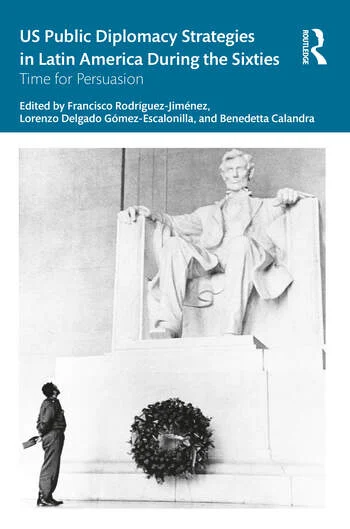 US Public Diplomacy Strategies
in Latin America During the Sixties
Time for Persuasion
Edited by Francisco Rodríguez-Jiménez,
Lorenzo Delgado Gómez-Escalonilla, and Benedetta Calandra
ROUTLEDGE